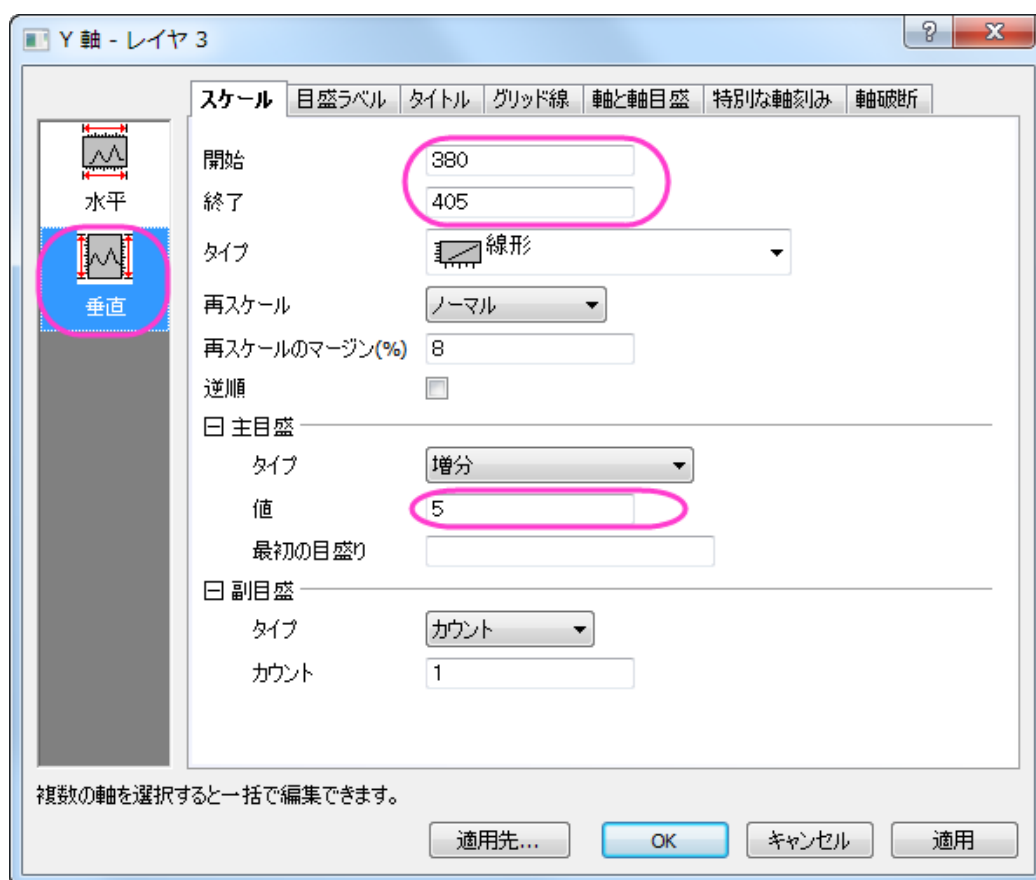 Y 軸 - レイヤ 3
スケール 目盛ラベル タイトル グリッド線 軸と軸目盛 特別な軸刻み 軸破断
水平
垂直
開始 380
終了 405
タイプ 線形
再スケール ノーマル
再スケールのマージン(%) 8
逆順
主目盛
タイプ 増分
値 5
最初の目盛り
副目盛
タイプ カウント
カウント 1
複数の軸を選択すると一括で編集できます。
適用先... OK キャンセル 適用